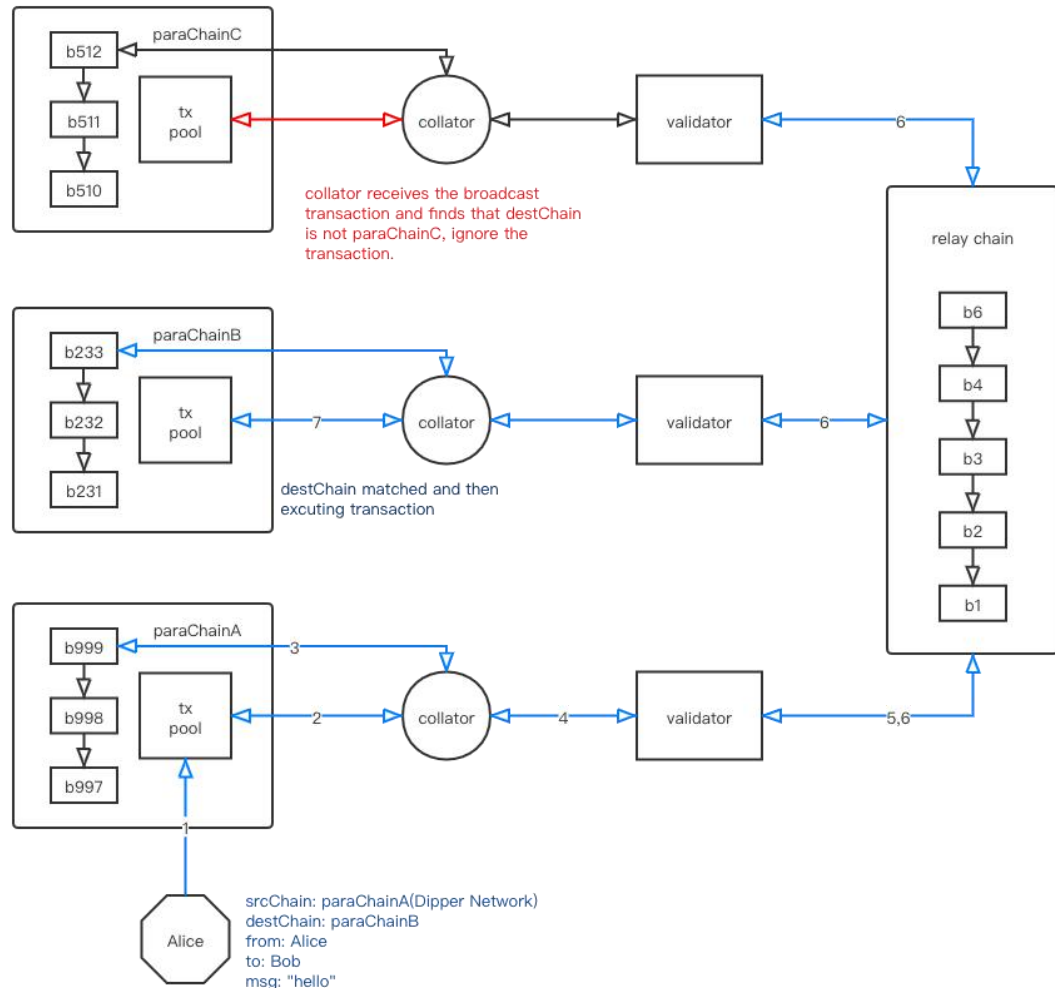 paraChainC
b512
b511
b510
tx
pool
collator
validator
6
collator receives the broadcast
transaction and finds that destChain
is not paraChainC, ignore the
transaction.
relay chain
b6
b4
b3
b2
b1
paraChainB
b233
b232
b231
tx
pool
7
collator
validator
6
destChain matched and then
excuting transaction
paraChainA
b999
b998
b997
3
tx
pool
2
collator
4
validator
5,6
1
Alice
srcChain: paraChainA(Dipper Network)
destChain: paraChainB
from: Alice
to: Bob
msg: "hello"